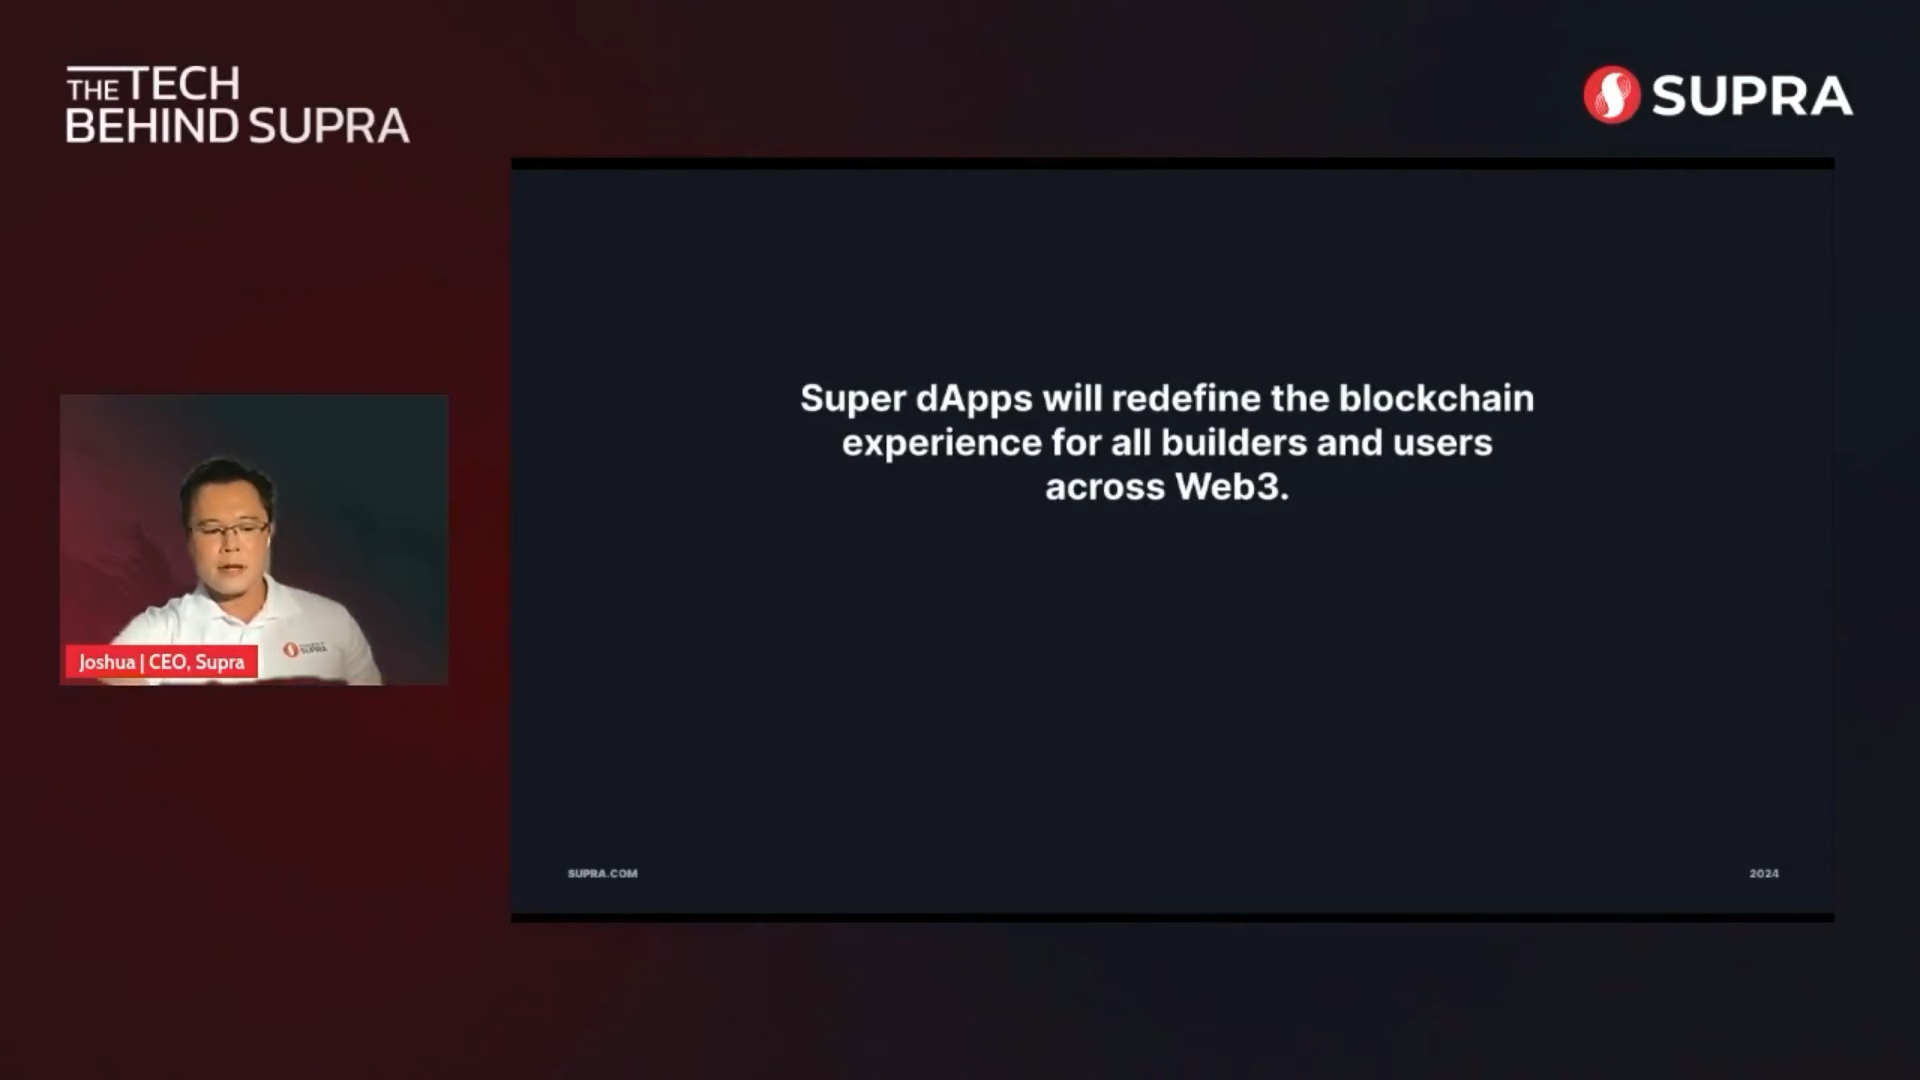 THE TECH
BEHIND SUPRA
SUPRA
Super dApps will redefine the blockchain
experience for all builders and users
across Web3.
SUPRA
Joshua | CEO, Supra
SUPRA.COM
2024